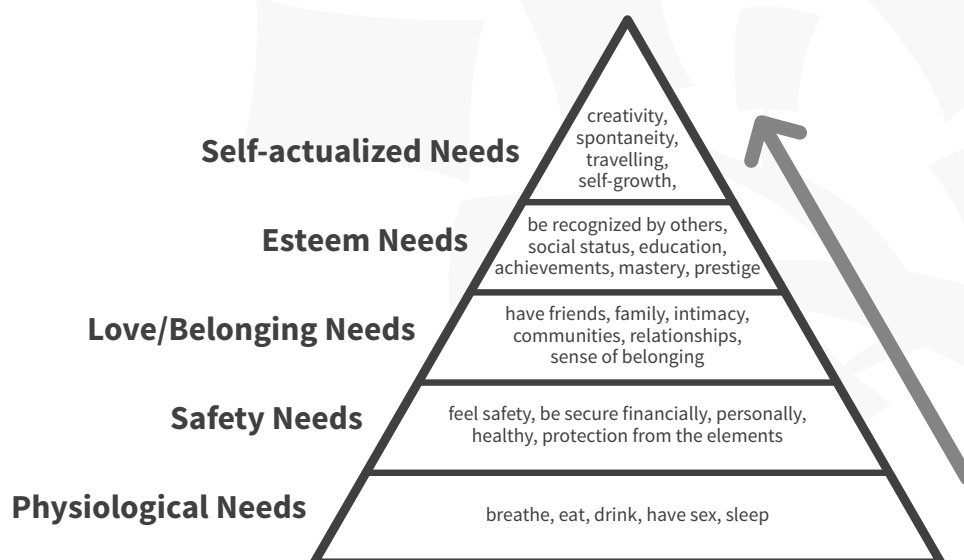 Self-actualized Needs
creativity,
spontaneity,
travelling,
self-growth,
Esteem Needs
be recognized by others,
social status, education,
achievements, mastery, prestige
Love/Belonging Needs
have friends, family, intimacy,
communities, relationships,
sense of belonging
Safety Needs
feel safety, be secure financially, personally,
healthy, protection from the elements
Physiological Needs
breathe, eat, drink, have sex, sleep